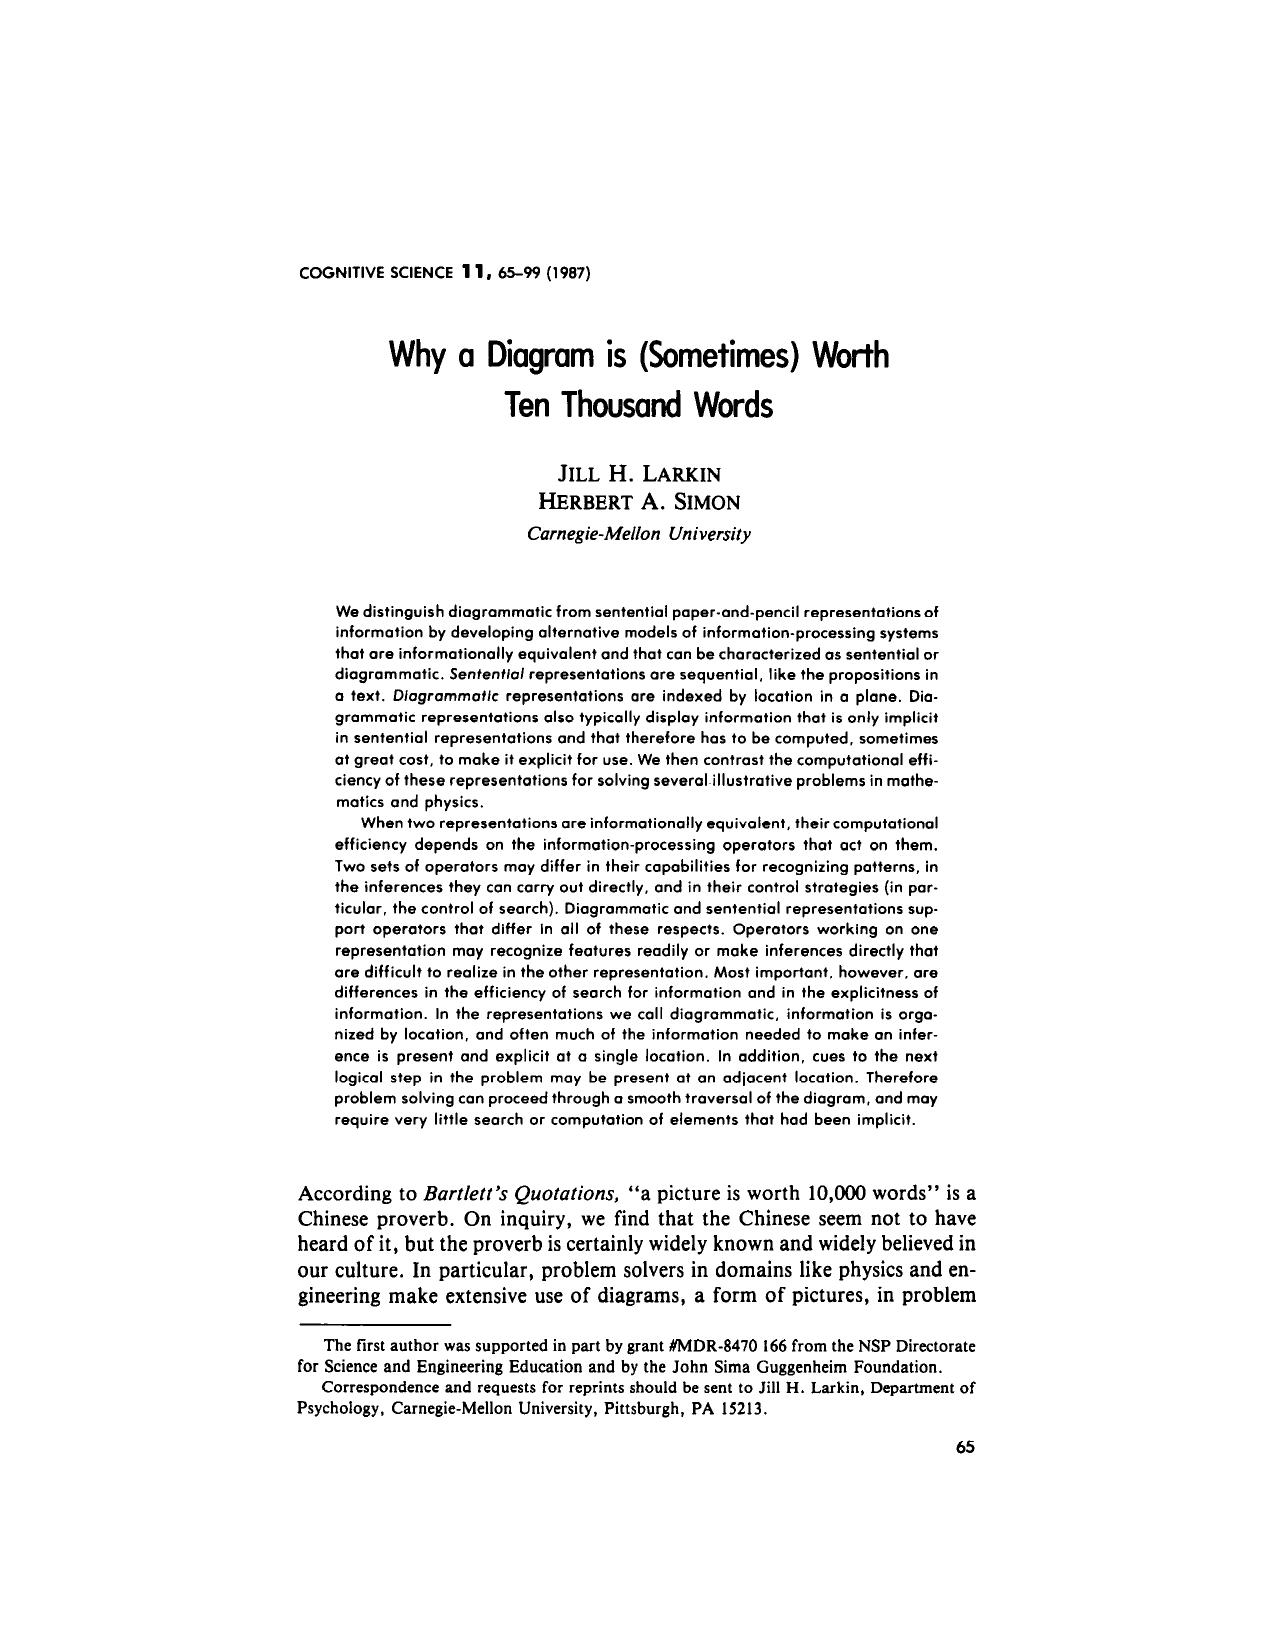 COGNITIVE SCIENCE 11, 65–99 (1987)
Why a Diagram is (Sometimes) Worth
Ten Thousand Words
JILL H. LARKIN
HERBERT A. SIMON
Carnegie-Mellon University
We distinguish diagrammatic from sentential paper-and-pencil representations of
information by developing alternative models of information-processing systems
that are informationally equivalent and that can be characterized as sentential or
diagrammatic. Sentential representations are sequential, like the propositions in
a text. Diagrammatic representations are indexed by location in a plane. Dia-
grammatic representations also typically display information that is only implicit
in sentential representations and that therefore has to be computed, sometimes
at great cost, to make it explicit for use. We then contrast the computational effi-
ciency of these representations for solving several illustrative problems in mathe-
matics and physics.
When two representations are informationally equivalent, their computational
efficiency depends on the information-processing operators that act on them.
Two sets of operators may differ in their capabilities for recognizing patterns, in
the inferences they can carry out directly, and in their control strategies (in par-
ticular, the control of search). Diagrammatic and sentential representations sup-
port operators that differ in all of these respects. Operators working on one
representation may recognize features readily or make inferences directly that
are difficult to realize in the other representation. Most important, however, are
differences in the efficiency of search for information and in the explicitness of
information. In the representations we call diagrammatic, information is orga-
nized by location, and often much of the information needed to make an infer-
ence is present and explicit at a single location. In addition, cues to the next
logical step in the problem may be present at an adjacent location. Therefore
problem solving can proceed through a smooth traversal of the diagram, and may
require very little search or computation of elements that had been implicit.
According to Bartlett's Quotations, “a picture is worth 10,000 words” is a
Chinese proverb. On inquiry, we find that the Chinese seem not to have
heard of it, but the proverb is certainly widely known and widely believed in
our culture. In particular, problem solvers in domains like physics and en-
gineering make extensive use of diagrams, a form of pictures, in problem
The first author was supported in part by grant #MDR-8470 166 from the NSP Directorate
for Science and Engineering Education and by the John Sima Guggenheim Foundation.
Correspondence and requests for reprints should be sent to Jill H. Larkin, Department of
Psychology, Carnegie-Mellon University, Pittsburgh, PA 15213.
65